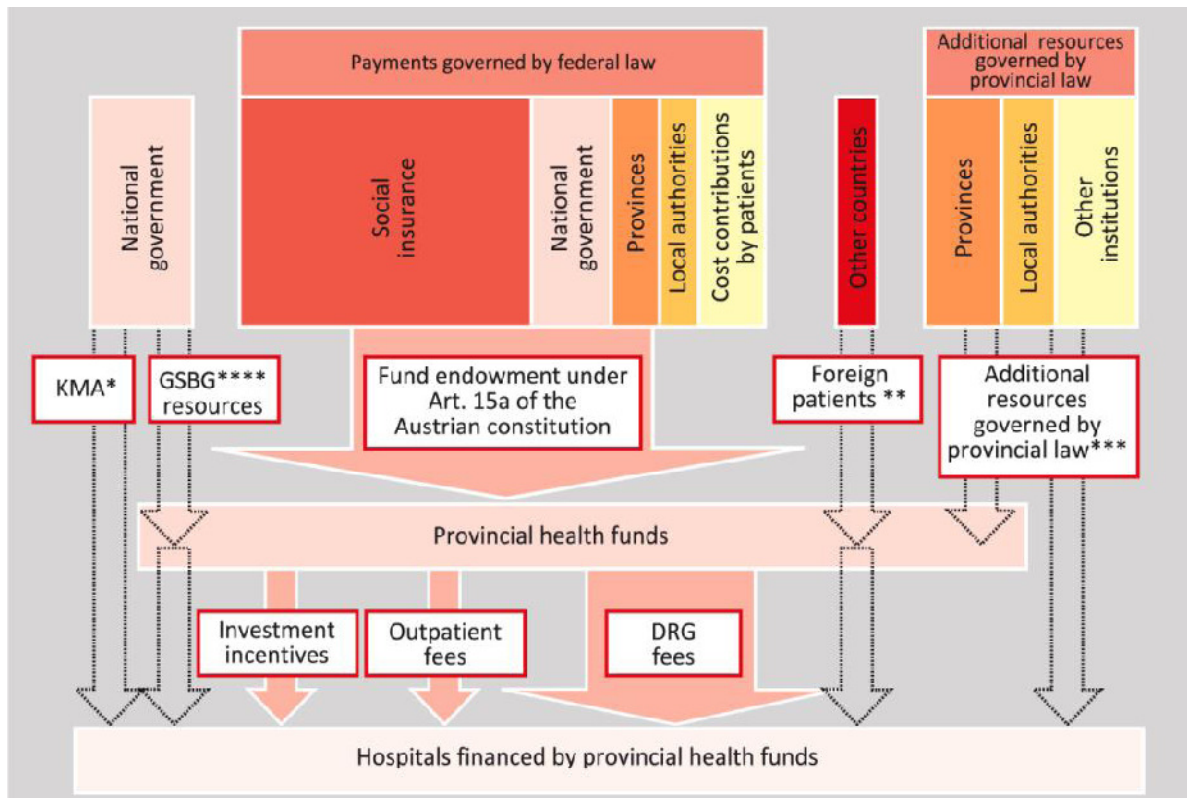 Payments governed by federal law
Additional resources
governed by
provincial law
National
government
Social
insurance
National
government
Provinces
Local authorities
Cost contributions
by patients
Other countries
Provinces
Local authorities
Other
institutions
KMA*
GSBG****
resources
Fund endowment under
Art. 15a of the
Austrian constitution
Foreign
patients **
Additional
resources
governed by
provincial law***
Provincial health funds
Investment
incentives
Outpatient
fees
DRG
fees
Hospitals financed by provincial health funds